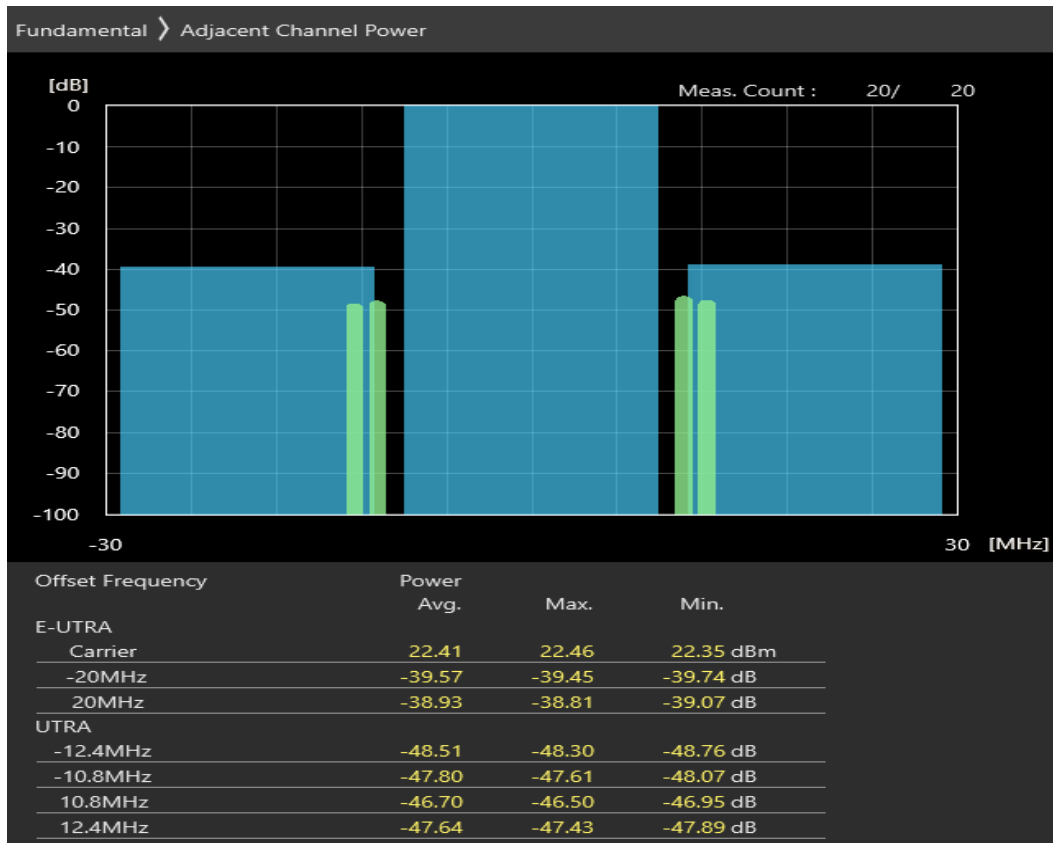 Fundamental 〉 Adjacent Channel Power
[dB]
Meas. Count : 20/ 20
0
-10
-20
-30
-40
-50
-60
-70
-80
-90
-100
-30 30 [MHz]
Offset Frequency Power
Avg. Max. Min.
E-UTRA
Carrier 22.41 22.46 22.35 dBm
-20MHz -39.57 -39.45 -39.74 dB
20MHz -38.93 -38.81 -39.07 dB
UTRA
-12.4MHz -48.51 -48.30 -48.76 dB
-10.8MHz -47.80 -47.61 -48.07 dB
10.8MHz -46.70 -46.50 -46.95 dB
12.4MHz -47.64 -47.43 -47.89 dB